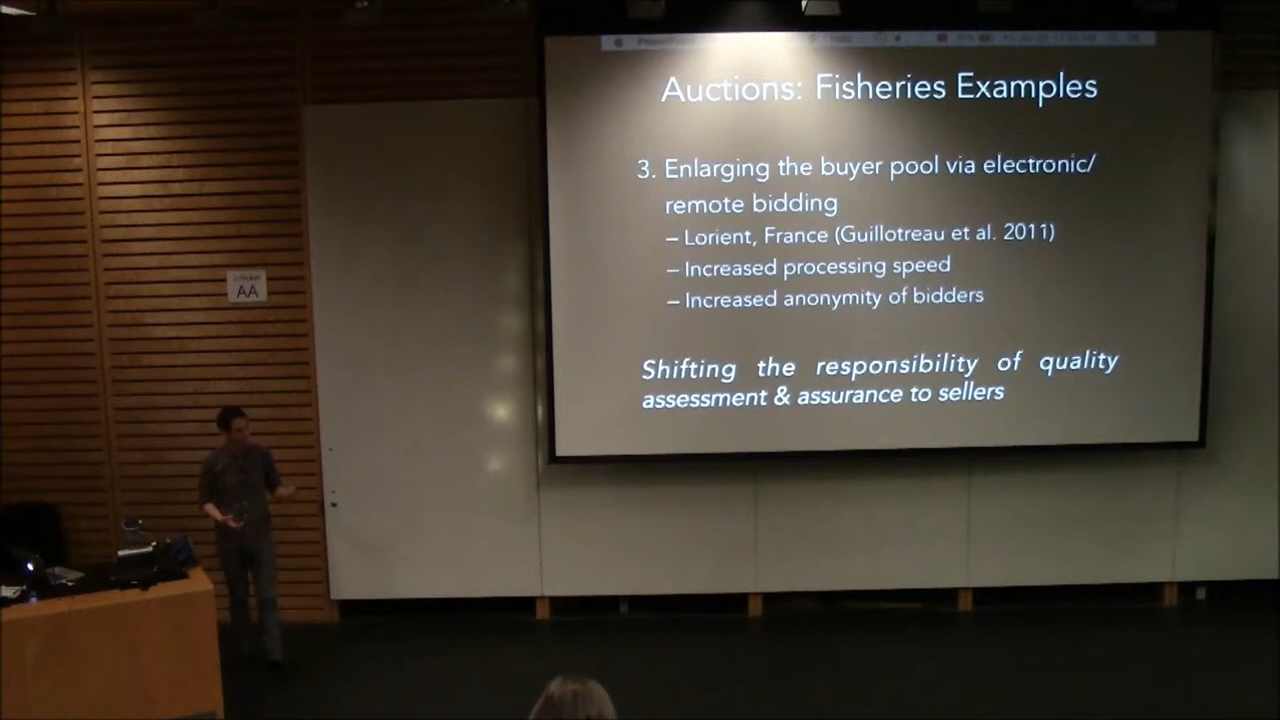 Auctions: Fisheries Examples
3. Enlarging the buyer pool via electronic/
remote bidding
– Lorient, France (Guillotreau et al. 2011)
– Increased processing speed
– Increased anonymity of bidders
Shifting the responsibility of quality
assessment & assurance to sellers
AA